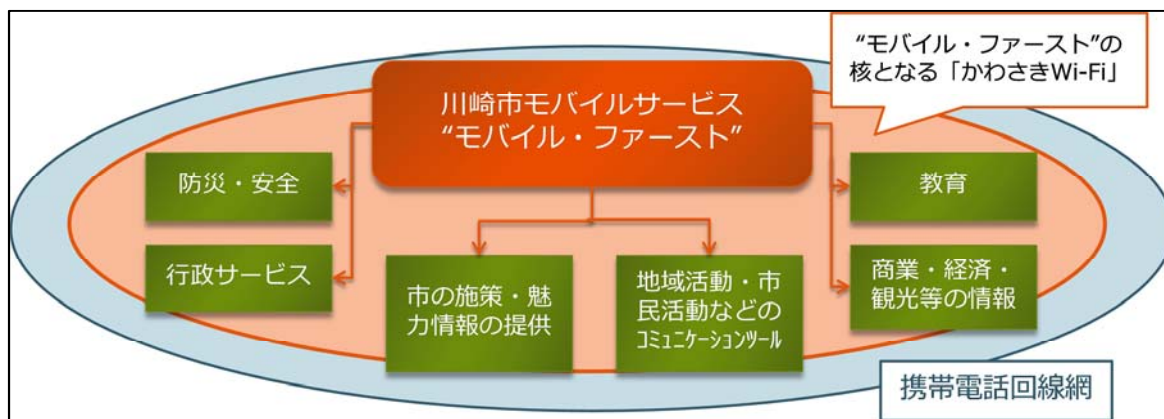 “モバイル・ファースト”の
核となる「かわさきWi-Fi」
川崎市モバイルサービス
“モバイル・ファースト”
防災・安全
行政サービス
市の施策・魅
力情報の提供
地域活動・市
民活動などの
ｺﾐｭﾆｹｰｼｮﾝﾂｰﾙ
教育
商業・経済・
観光等の情報
携帯電話回線網